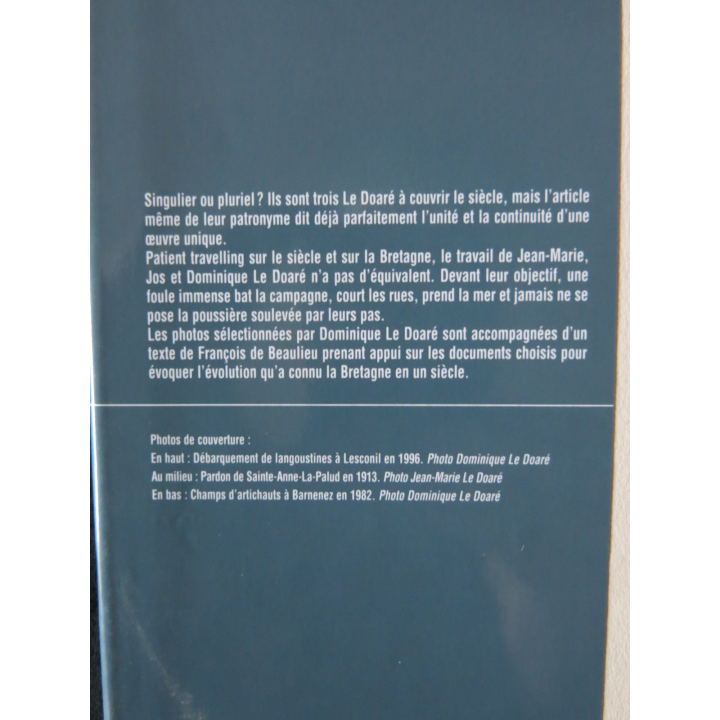 Singulier ou pluriel ? Ils sont trois Le Doaré à couvrir le siècle, mais l'article
même de leur patronyme dit déjà parfaitement l'unité et la continuité d'une
œuvre unique.
Patient travelling sur le siècle et sur la Bretagne, le travail de Jean-Marie,
Jos et Dominique Le Doaré n'a pas d'équivalent. Devant leur objectif, une
foule immense bat la campagne, court les rues, prend la mer et jamais ne se
pose la poussière soulevée par leurs pas.
Les photos sélectionnées par Dominique Le Doaré sont accompagnées d'un
texte de François de Beaulieu prenant appui sur les documents choisis pour
évoquer l'évolution qu'a connu la Bretagne en un siècle.
Photos de couverture :
En haut : Débarquement de langoustines à Lesconil en 1996. Photo Dominique Le Doaré
Au milieu : Pardon de Sainte-Anne-La-Palud en 1913. Photo Jean-Marie Le Doaré
En bas : Champs d'artichauts à Barnenez en 1982. Photo Dominique Le Doaré